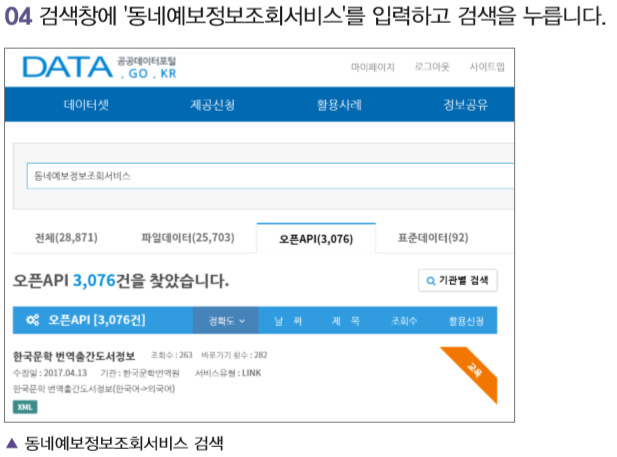 04 검색창에 '동네예보정보조회서비스'를 입력하고 검색을 누릅니다.
DATA 공공데이터포털
. GO . KR
마이페이지 로그아웃 사이트맵
데이터셋 제공신청 활용사례 정보공유
동네예보정보조회서비스
전체(28,871) 파일데이터(25,703) 오픈API(3,076) 표준데이터(92)
오픈API 3,076건을 찾았습니다.
기관별 검색
오픈API [3,076건] 정확도 날 짜 제 목 조회수 활용신청
한국문학 번역출간도서정보 조회수 : 263 바로가기 횟수 : 282
수정일 : 2017.04.13 기관 : 한국문학번역원 서비스유형 : LINK
한국문학 번역출간도서정보(한국어->외국어)
교육
XML
▲ 동네예보정보조회서비스 검색